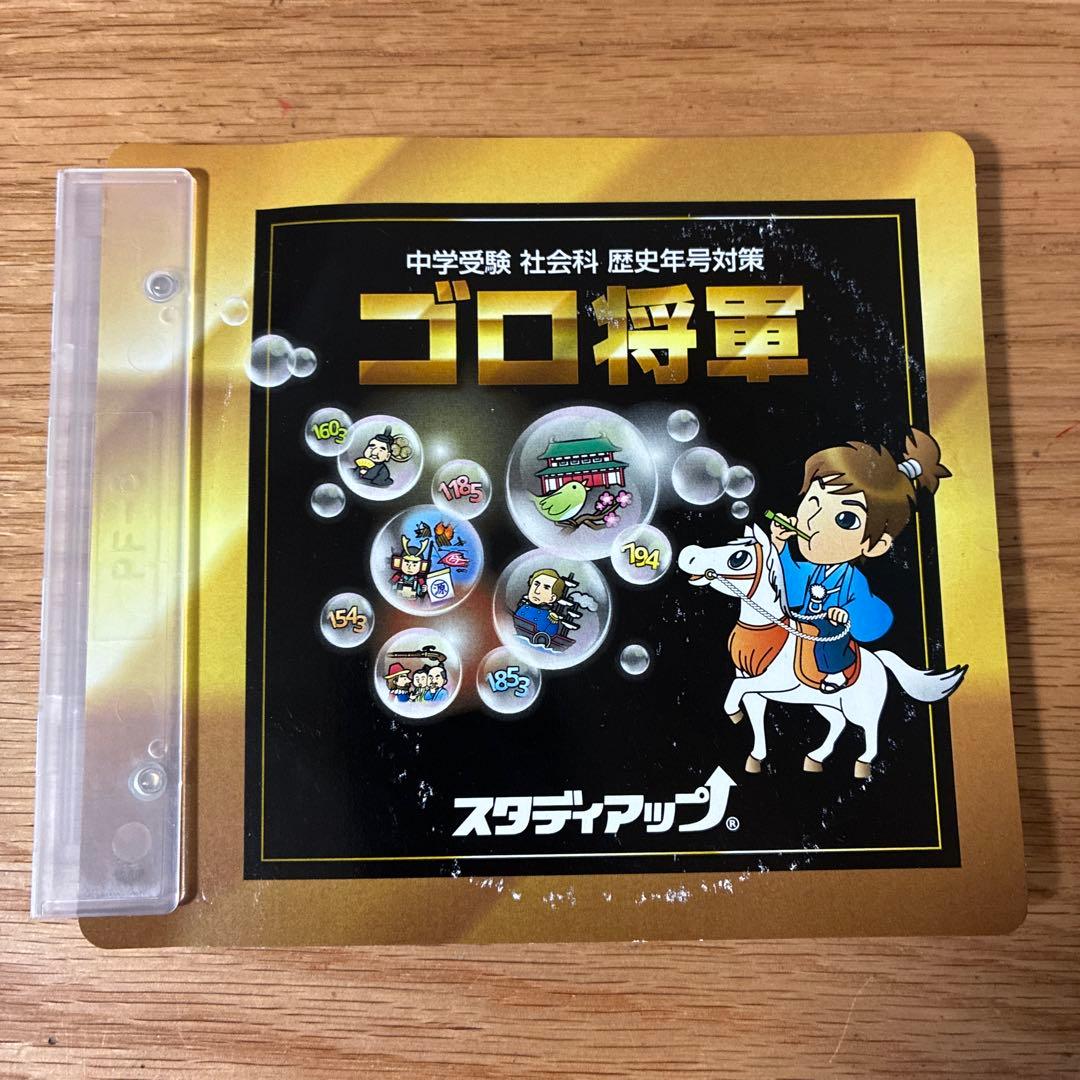 中学受験 社会科 歴史年号対策
ゴロ将軍
1603
1185
794
源
1543
1853
スタディアップ®